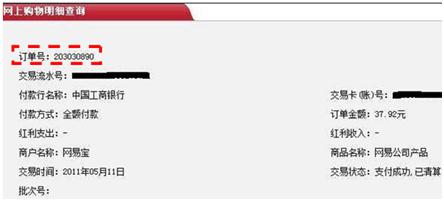 网上购物明细查询
订单号：203030890
交易流水号：
付款行名称：中国工商银行
交易卡(账)号：
付款方式：全额付款
订单金额：37.92元
红利支出：-
红利收入：-
商户名称：网易宝
商品名称：网易公司产品
交易时间：2011年05月11日
交易状态：支付成功,已清算
批次号：